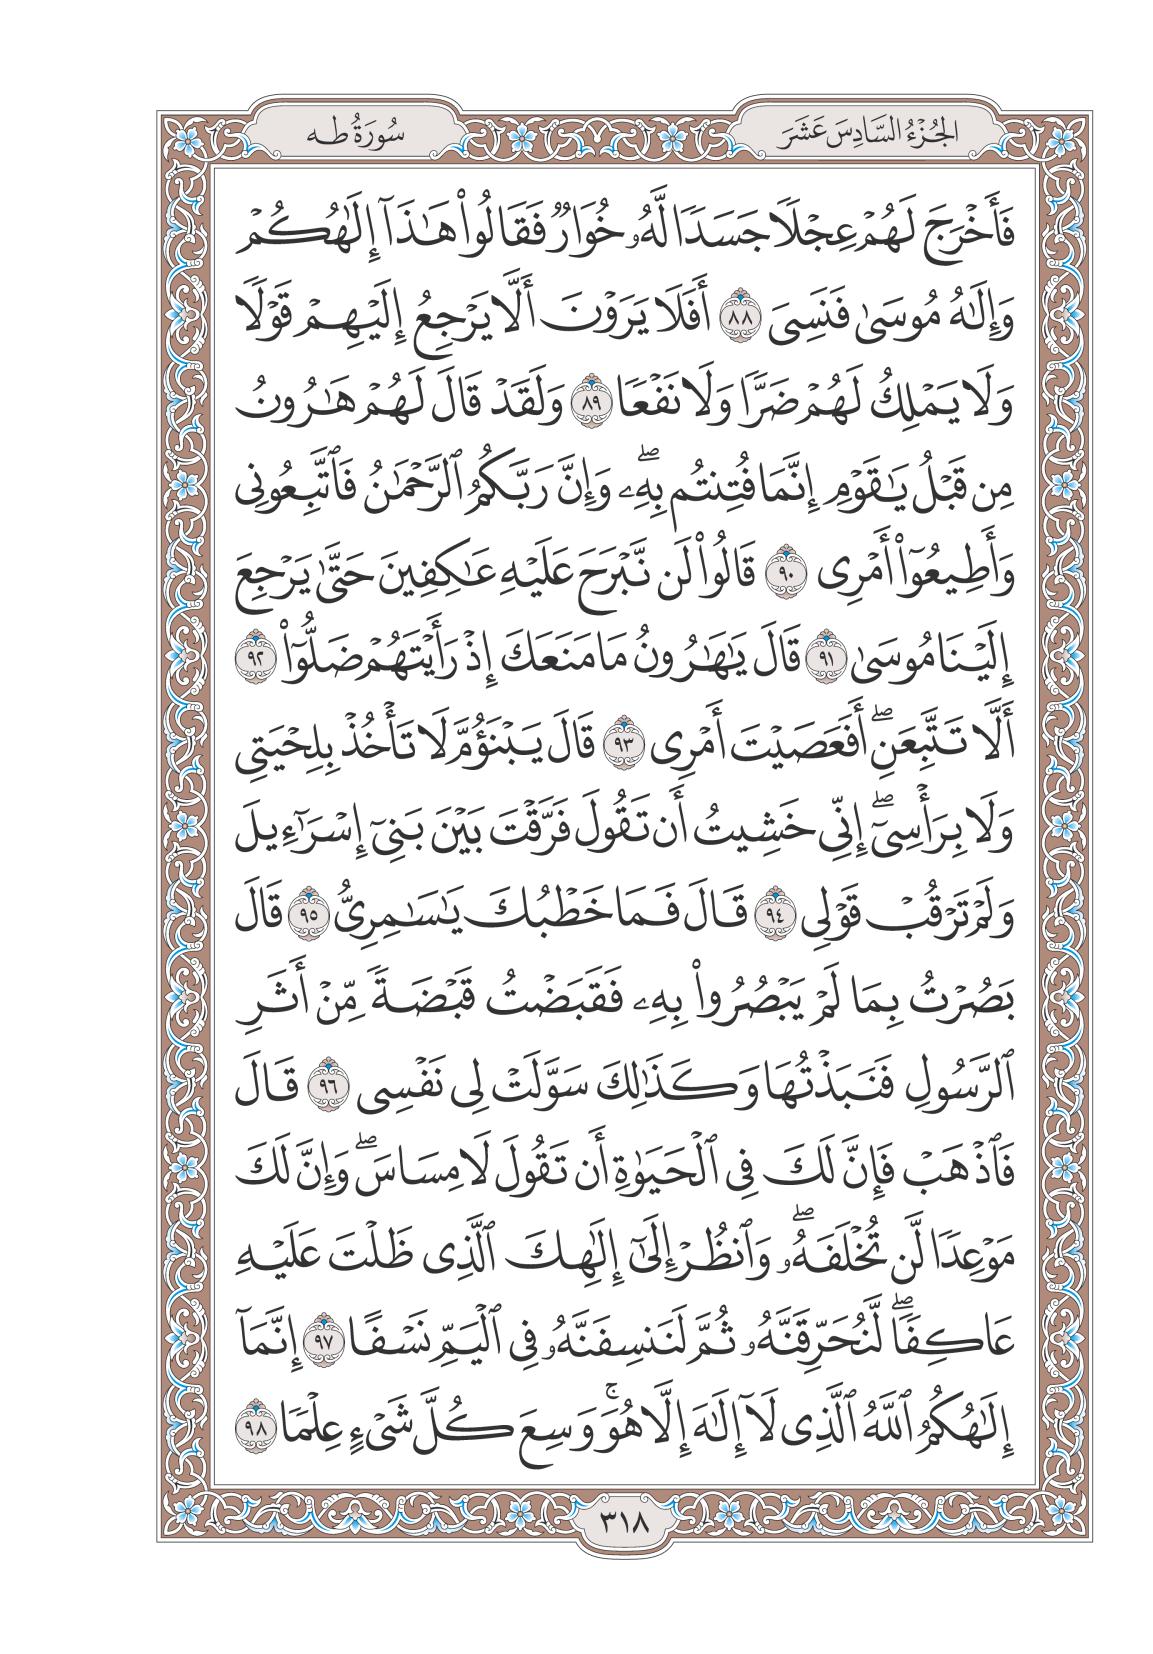 الجُزْءُ السَّادِسَ عَشَرَ
سُورَةُ طه
فَأَخْرَجَ لَهُمْ عِجْلًا جَسَدًا لَّهُۥ خُوَارٌ فَقَالُوا۟ هَـٰذَآ إِلَـٰهُكُمْ
وَإِلَـٰهُ مُوسَىٰ فَنَسِىَ ٨٨ أَفَلَا يَرَوْنَ أَلَّا يَرْجِعُ إِلَيْهِمْ قَوْلًا
وَلَا يَمْلِكُ لَهُمْ ضَرًّا وَلَا نَفْعًا ٨٩ وَلَقَدْ قَالَ لَهُمْ هَـٰرُونُ
مِن قَبْلُ يَـٰقَوْمِ إِنَّمَا فُتِنتُم بِهِۦ ۖ وَإِنَّ رَبَّكُمُ ٱلرَّحْمَـٰنُ فَٱتَّبِعُونِى
وَأَطِيعُوٓا۟ أَمْرِى ٩٠ قَالُوا۟ لَن نَّبْرَحَ عَلَيْهِ عَـٰكِفِينَ حَتَّىٰ يَرْجِعَ
إِلَيْنَا مُوسَىٰ ٩١ قَالَ يَـٰهَـٰرُونُ مَا مَنَعَكَ إِذْ رَأَيْتَهُمْ ضَلُّوٓا۟ ٩٢
أَلَّا تَتَّبِعَنِ ۖ أَفَعَصَيْتَ أَمْرِى ٩٣ قَالَ يَبْنَؤُمَّ لَا تَأْخُذْ بِلِحْيَتِى
وَلَا بِرَأْسِىٓ ۖ إِنِّى خَشِيتُ أَن تَقُولَ فَرَّقْتَ بَيْنَ بَنِىٓ إِسْرَـٰٓءِيلَ
وَلَمْ تَرْقُبْ قَوْلِى ٩٤ قَالَ فَمَا خَطْبُكَ يَـٰسَـٰمِرِىُّ ٩٥ قَالَ
بَصُرْتُ بِمَا لَمْ يَبْصُرُوا۟ بِهِۦ فَقَبَضْتُ قَبْضَةً مِّنْ أَثَرِ
ٱلرَّسُولِ فَنَبَذْتُهَا وَكَذَٰلِكَ سَوَّلَتْ لِى نَفْسِى ٩٦ قَالَ
فَٱذْهَبْ فَإِنَّ لَكَ فِى ٱلْحَيَوٰةِ أَن تَقُولَ لَا مِسَاسَ ۖ وَإِنَّ لَكَ
مَوْعِدًا لَّن تُخْلَفَهُۥ ۖ وَٱنظُرْ إِلَىٰٓ إِلَـٰهِكَ ٱلَّذِى ظَلْتَ عَلَيْهِ
عَاكِفًا ۖ لَّنُحَرِّقَنَّهُۥ ثُمَّ لَنَنسِفَنَّهُۥ فِى ٱلْيَمِّ نَسْفًا ٩٧ إِنَّمَآ
إِلَـٰهُكُمُ ٱللَّهُ ٱلَّذِى لَآ إِلَـٰهَ إِلَّا هُوَ ۚ وَسِعَ كُلَّ شَىْءٍ عِلْمًا ٩٨
٣١٨